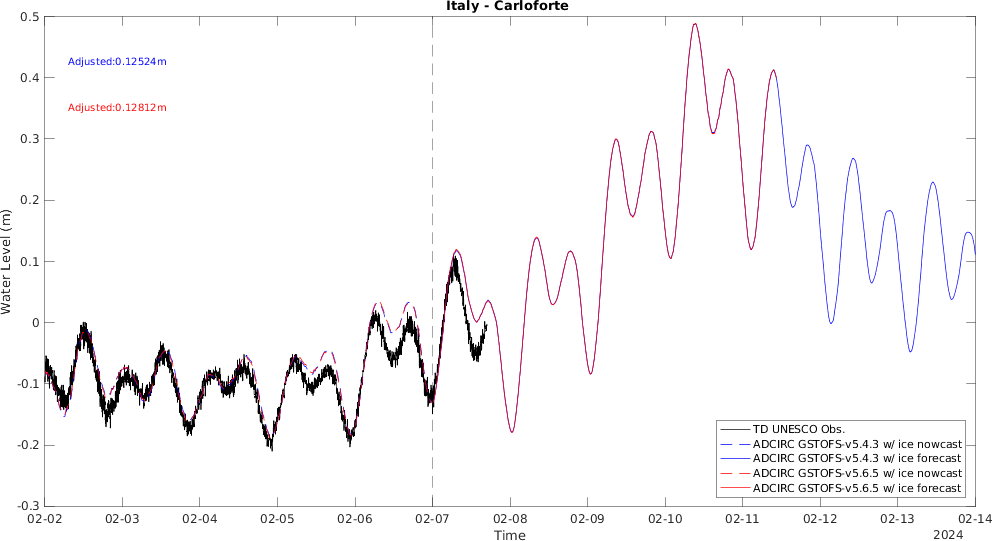 Italy - Carloforte
Adjusted:0.12524m
Adjusted:0.12812m
Water Level (m)
0.5
0.4
0.3
0.2
0.1
0
-0.1
-0.2
-0.3
TD UNESCO Obs.
ADCIRC GSTOFS-v5.4.3 w/ ice nowcast
ADCIRC GSTOFS-v5.4.3 w/ ice forecast
ADCIRC GSTOFS-v5.6.5 w/ ice nowcast
ADCIRC GSTOFS-v5.6.5 w/ ice forecast
02-02 02-03 02-04 02-05 02-06 02-07 02-08 02-09 02-10 02-11 02-12 02-13 02-14
Time
2024